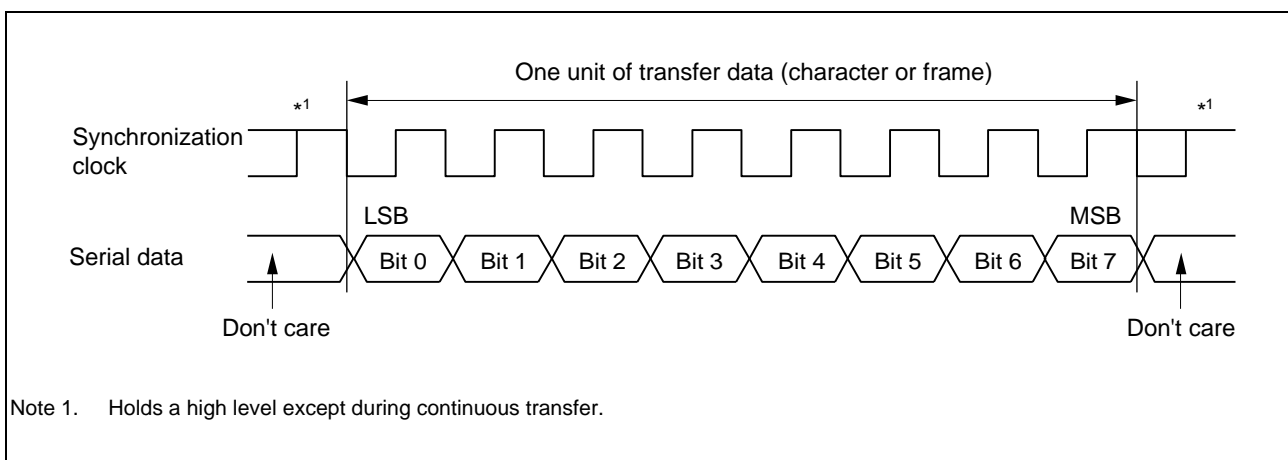 One unit of transfer data (character or frame)
*1
*1
Synchronization
clock
LSB
MSB
Serial data
Bit 0
Bit 1
Bit 2
Bit 3
Bit 4
Bit 5
Bit 6
Bit 7
Don't care
Don't care
Note 1. Holds a high level except during continuous transfer.